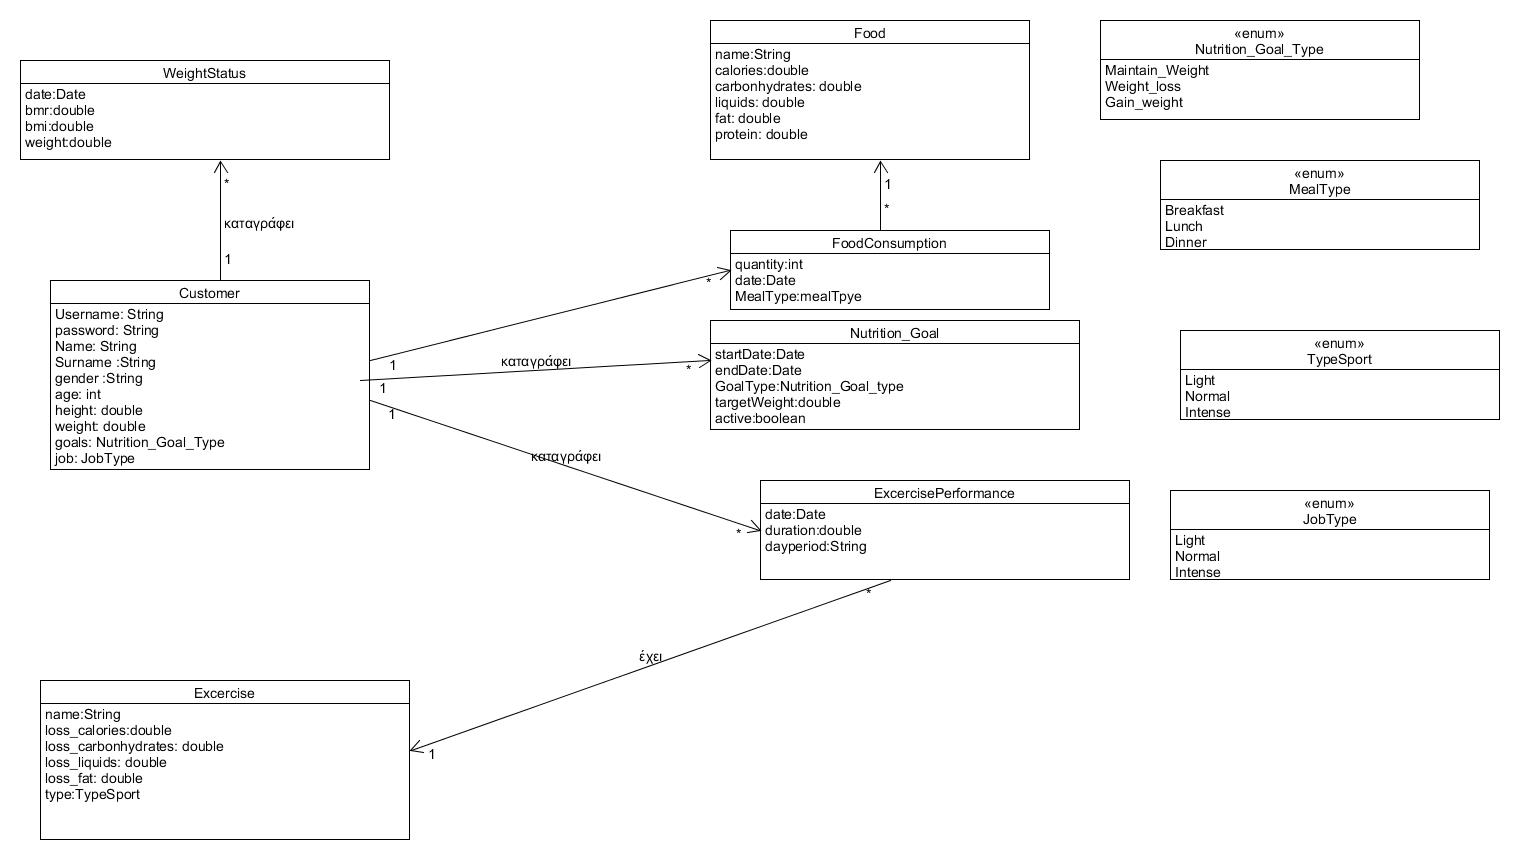 WeightStatus
date:Date
bmr:double
bmi:double
weight:double
*
καταγράφει
1
Customer
Username: String
password: String
Name: String
Surname :String
gender :String
age: int
height: double
weight: double
goals: Nutrition_Goal_Type
job: JobType
Food
name:String
calories:double
carbonhydrates: double
liquids: double
fat: double
protein: double
1
*
FoodConsumption
quantity:int
date:Date
MealType:mealTpye
*
1
Nutrition_Goal
startDate:Date
endDate:Date
GoalType:Nutrition_Goal_type
targetWeight:double
active:boolean
καταγράφει
*
1
1
καταγράφει
*
ExcercisePerformance
date:Date
duration:double
dayperiod:String
*
έχει
1
Excercise
name:String
loss_calories:double
loss_carbonhydrates: double
loss_liquids: double
loss_fat: double
type:TypeSport
«enum»
Nutrition_Goal_Type
Maintain_Weight
Weight_loss
Gain_weight
«enum»
MealType
Breakfast
Lunch
Dinner
«enum»
TypeSport
Light
Normal
Intense
«enum»
JobType
Light
Normal
Intense